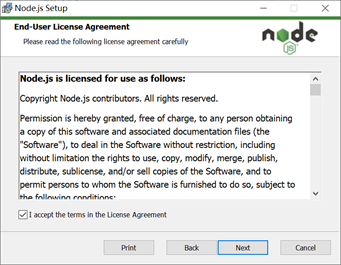 Node.js Setup
End-User License Agreement
Please read the following license agreement carefully
node
JS
Node.js is licensed for use as follows:
Copyright Node.js contributors. All rights reserved.
Permission is hereby granted, free of charge, to any person obtaining
a copy of this software and associated documentation files (the
"Software"), to deal in the Software without restriction, including
without limitation the rights to use, copy, modify, merge, publish,
distribute, sublicense, and/or sell copies of the Software, and to
permit persons to whom the Software is furnished to do so, subject to
the following conditions:
I accept the terms in the License Agreement
Print
Back
Next
Cancel